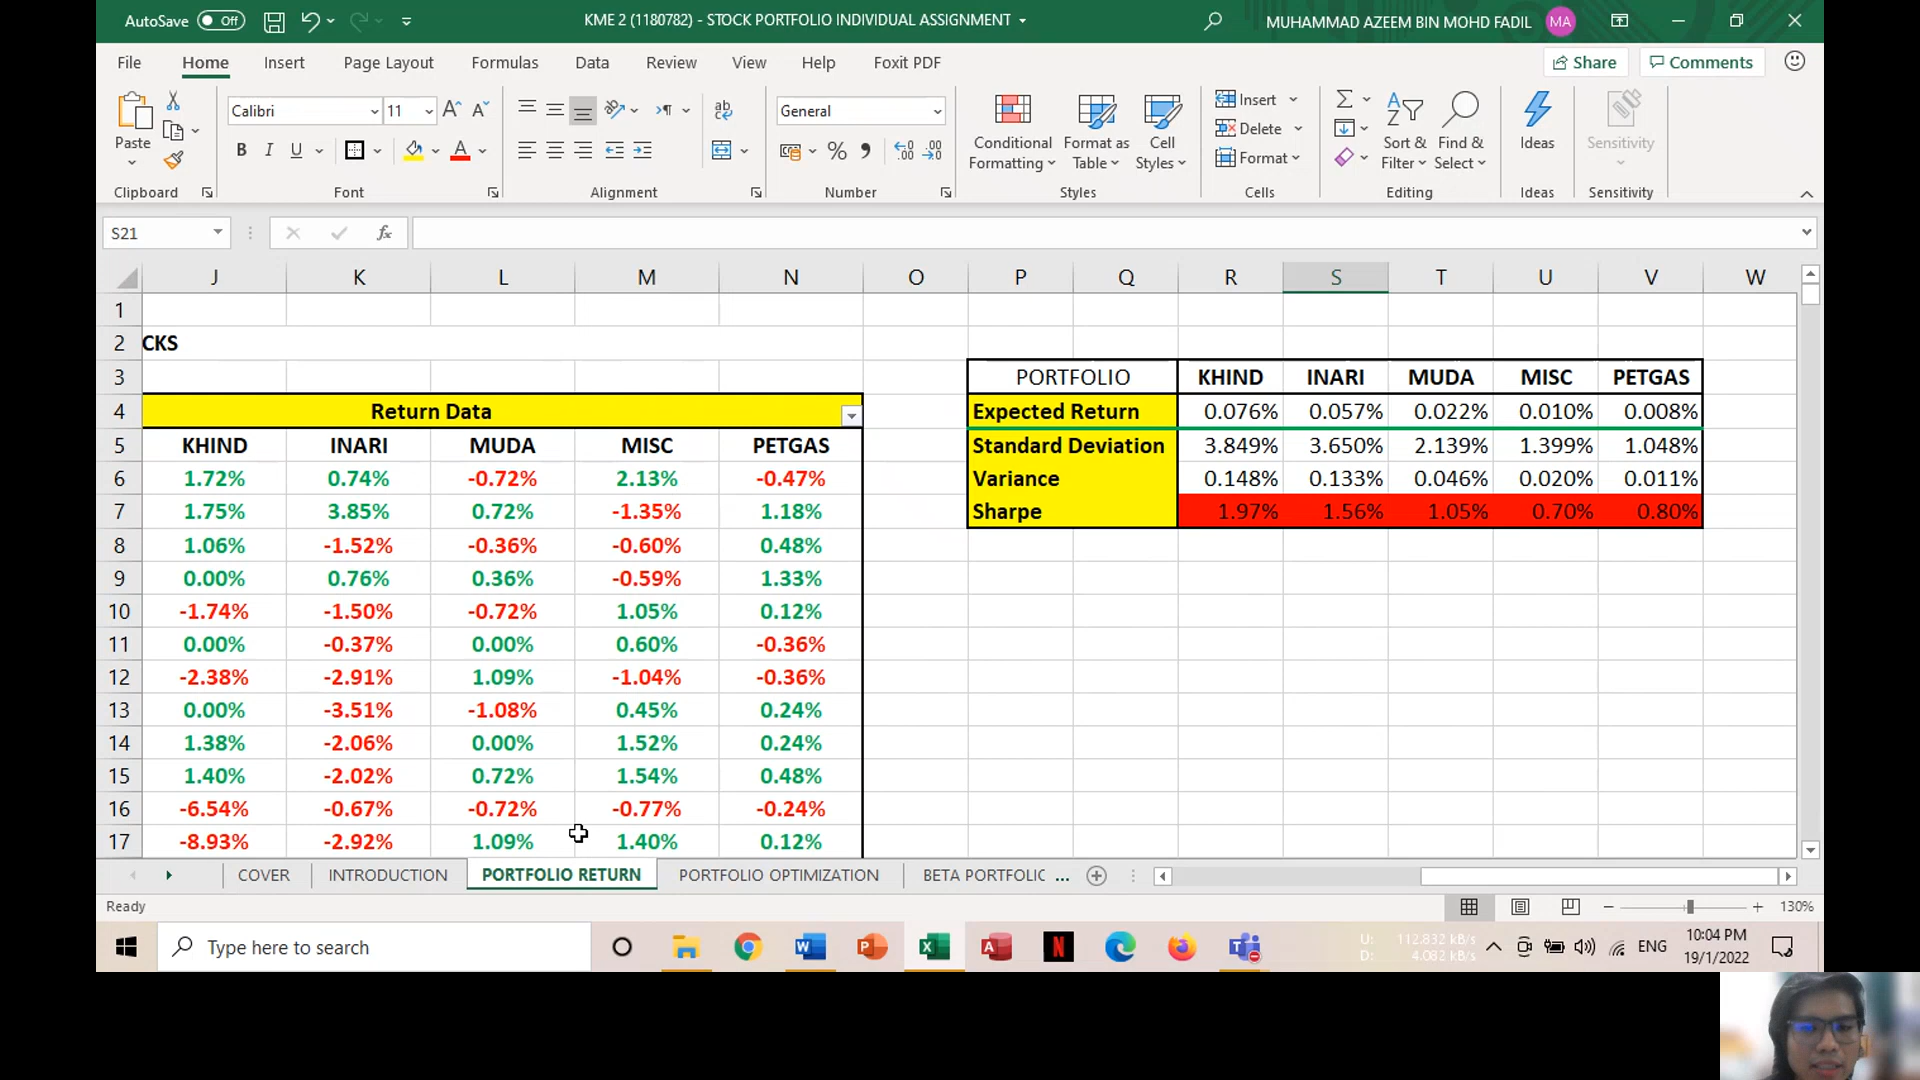 AutoSave Off KME 2 (1180782) - STOCK PORTFOLIO INDIVIDUAL ASSIGNMENT MUHAMMAD AZEEM BIN MOHD FADIL MA
File Home Insert Page Layout Formulas Data Review View Help Foxit PDF Share Comments
Paste
Clipboard
Calibri 11
B I U
Font
ab
Alignment
General
%
Number
Conditional Formatting
Format as Table
Cell Styles
Styles
Insert
Delete
Format
Cells
Sort & Filter
Find & Select
Editing
Ideas
Ideas
Sensitivity
Sensitivity
S21 fx
J K L M N O P Q R S T U V W
1
2 CKS
3 PORTFOLIO KHIND INARI MUDA MISC PETGAS
4 Return Data Expected Return 0.076% 0.057% 0.022% 0.010% 0.008%
5 KHIND INARI MUDA MISC PETGAS Standard Deviation 3.849% 3.650% 2.139% 1.399% 1.048%
6 1.72% 0.74% -0.72% 2.13% -0.47% Variance 0.148% 0.133% 0.046% 0.020% 0.011%
7 1.75% 3.85% 0.72% -1.35% 1.18% Sharpe 1.97% 1.56% 1.05% 0.70% 0.80%
8 1.06% -1.52% -0.36% -0.60% 0.48%
9 0.00% 0.76% 0.36% -0.59% 1.33%
10 -1.74% -1.50% -0.72% 1.05% 0.12%
11 0.00% -0.37% 0.00% 0.60% -0.36%
12 -2.38% -2.91% 1.09% -1.04% -0.36%
13 0.00% -3.51% -1.08% 0.45% 0.24%
14 1.38% -2.06% 0.00% 1.52% 0.24%
15 1.40% -2.02% 0.72% 1.54% 0.48%
16 -6.54% -0.67% -0.72% -0.77% -0.24%
17 -8.93% -2.92% 1.09% 1.40% 0.12%
COVER INTRODUCTION PORTFOLIO RETURN PORTFOLIO OPTIMIZATION BETA PORTFOLIC ...
Ready 130%
Type here to search U: 112.832 kB/s ENG 10:04 PM
D: 4.082 kB/s 19/1/2022